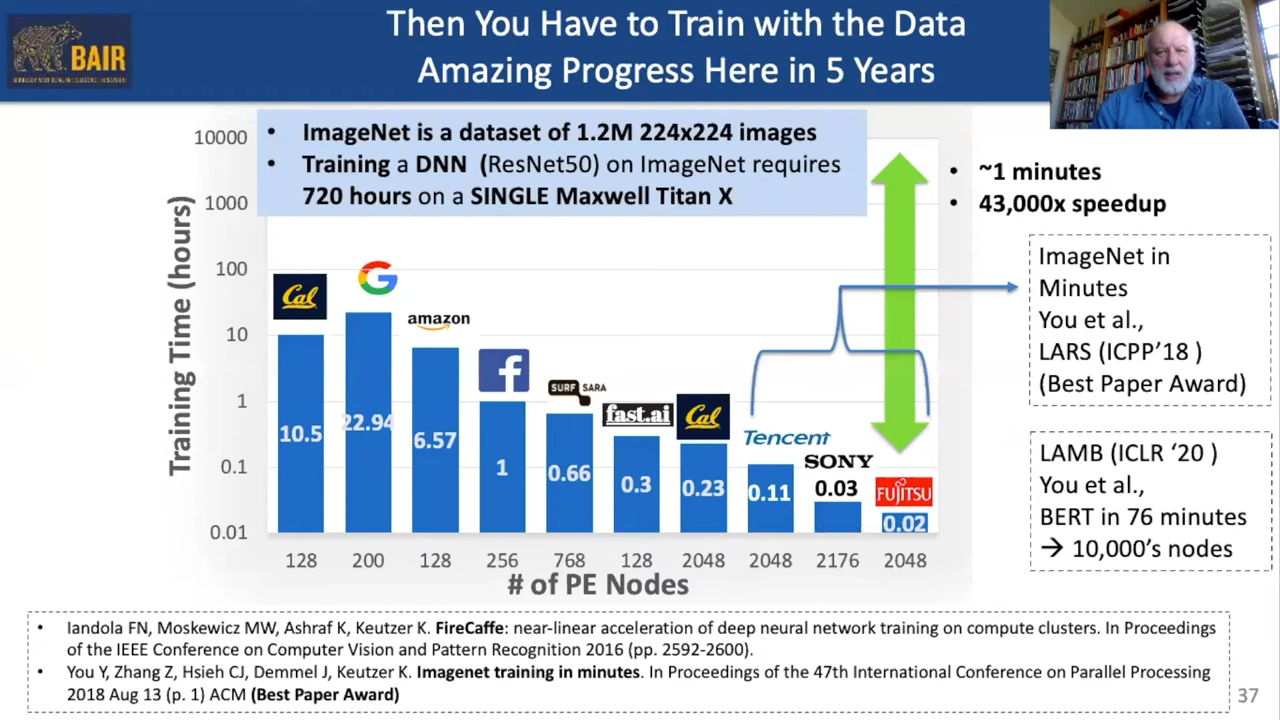 BAIR
BERKELEY ARTIFICIAL INTELLIGENCE RESEARCH
Then You Have to Train with the Data
Amazing Progress Here in 5 Years
• ImageNet is a dataset of 1.2M 224x224 images
• Training a DNN (ResNet50) on ImageNet requires
720 hours on a SINGLE Maxwell Titan X
Training Time (hours)
10000
1000
100
10
1
0.1
0.01
Cal
G
amazon
f
SURF SARA
fast.ai
Cal
Tencent
SONY
FUJITSU
10.5
22.94
6.57
1
0.66
0.3
0.23
0.11
0.03
0.02
128 200 128 256 768 128 2048 2048 2176 2048
# of PE Nodes
• ~1 minutes
• 43,000x speedup
ImageNet in
Minutes
You et al.,
LARS (ICPP’18 )
(Best Paper Award)
LAMB (ICLR ‘20 )
You et al.,
BERT in 76 minutes
→ 10,000’s nodes
• Iandola FN, Moskewicz MW, Ashraf K, Keutzer K. FireCaffe: near-linear acceleration of deep neural network training on compute clusters. In Proceedings
of the IEEE Conference on Computer Vision and Pattern Recognition 2016 (pp. 2592-2600).
• You Y, Zhang Z, Hsieh CJ, Demmel J, Keutzer K. Imagenet training in minutes. In Proceedings of the 47th International Conference on Parallel Processing
2018 Aug 13 (p. 1) ACM (Best Paper Award)
37